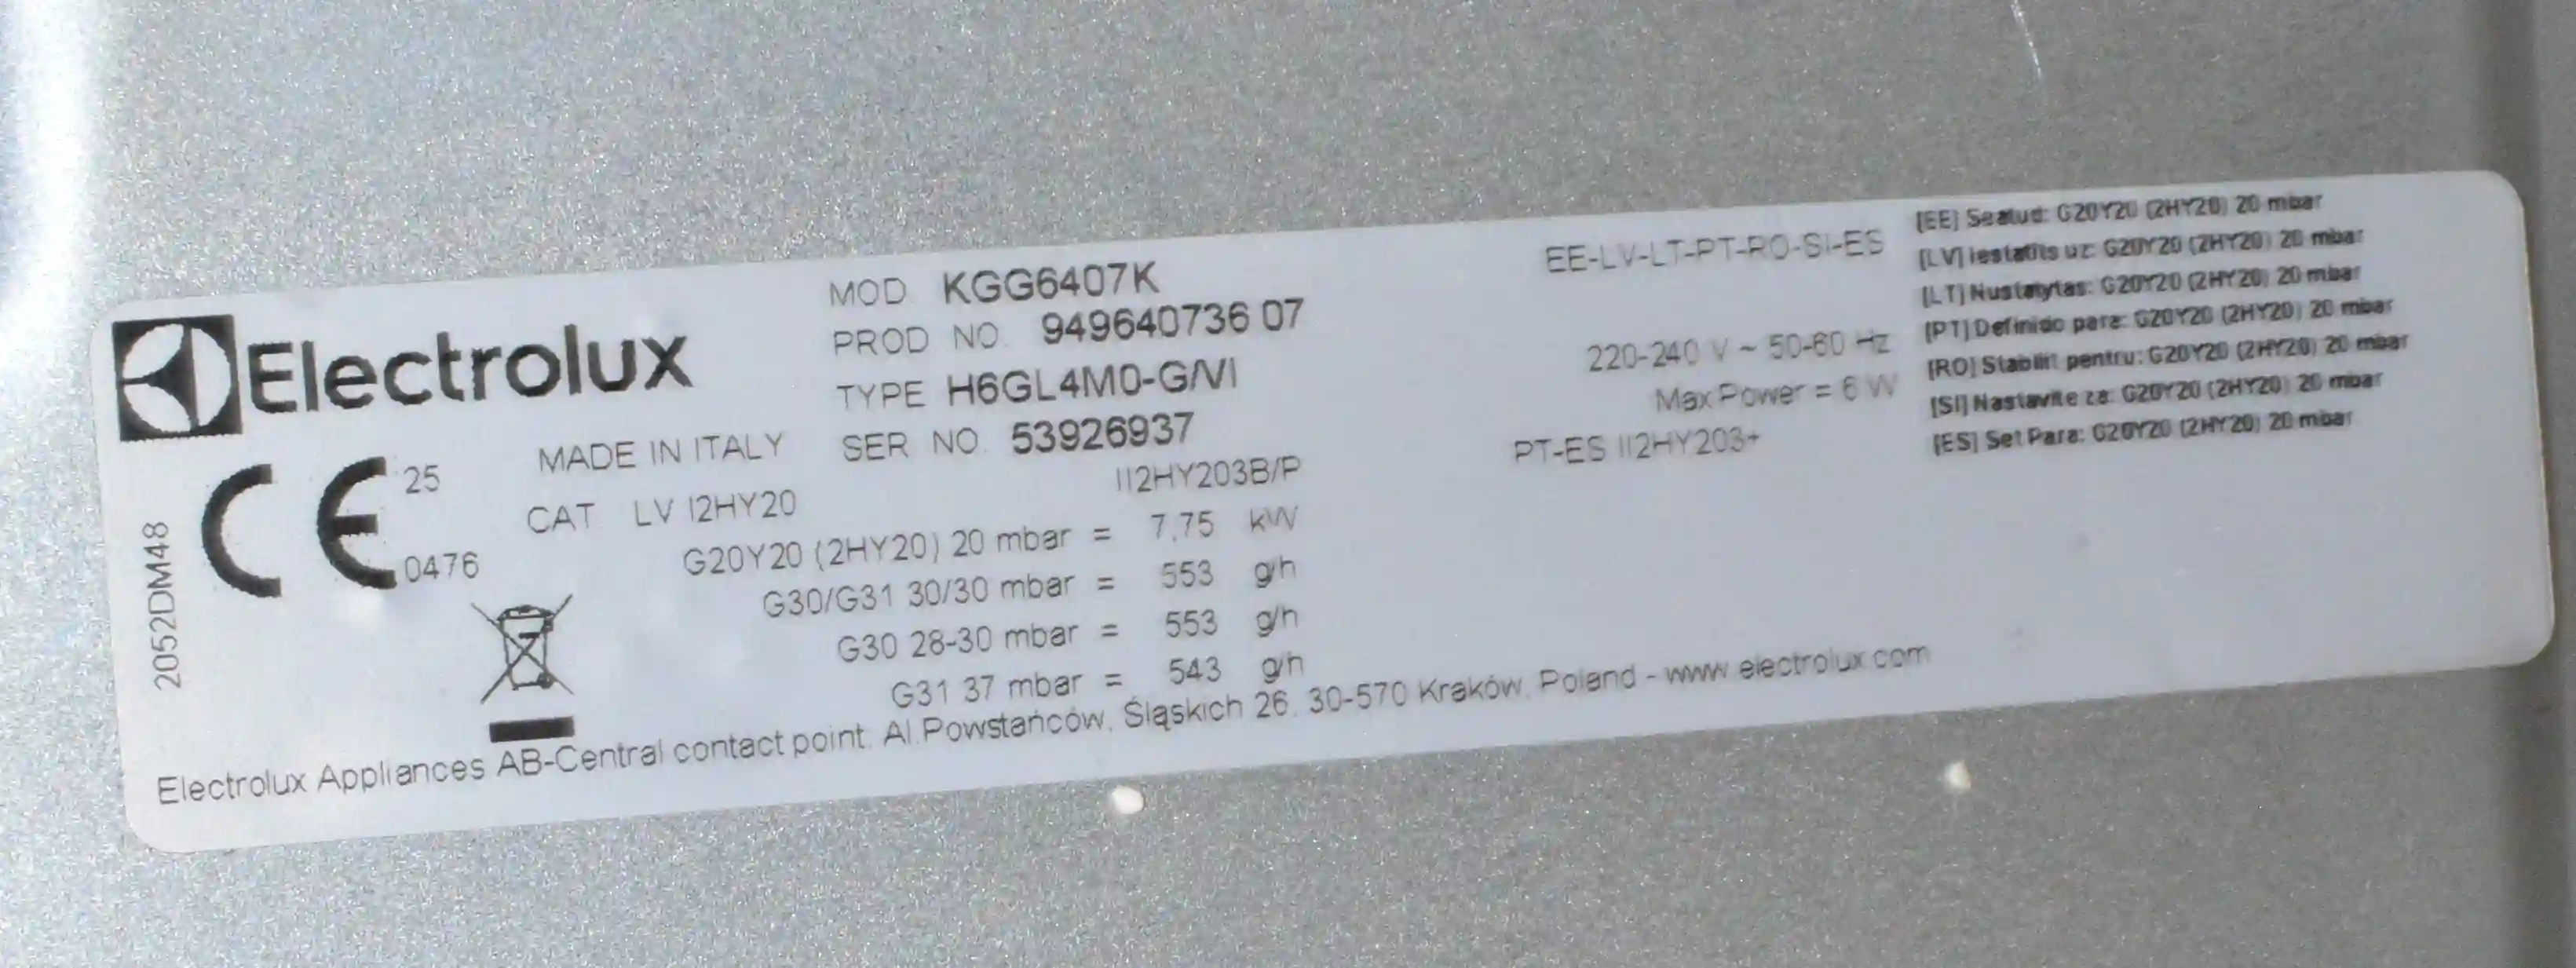 Electrolux
MOD KGG6407K
PROD NO. 949640736 07
TYPE H6GL4M0-G/VI
MADE IN ITALY SER NO. 53926937
CE 25 0476
2052DM48
CAT LV I2HY20 II2HY203B/P
G20Y20 (2HY20) 20 mbar = 7,75 kW
G30/G31 30/30 mbar = 553 g/h
G30 28-30 mbar = 553 g/h
G31 37 mbar = 543 g/h
EE-LV-LT-PT-RO-SI-ES
220-240 V ~ 50-60 Hz
Max Power = 6 W
PT-ES II2HY203+
[EE] Seatud: G20Y20 (2HY20) 20 mbar
[LV] Iestatits uz: G20Y20 (2HY20) 20 mbar
[LT] Nustatytas: G20Y20 (2HY20) 20 mbar
[PT] Definido para: G20Y20 (2HY20) 20 mbar
[RO] Stabilit pentru: G20Y20 (2HY20) 20 mbar
[SI] Nastavite za: G20Y20 (2HY20) 20 mbar
[ES] Set Para: G20Y20 (2HY20) 20 mbar
Electrolux Appliances AB-Central contact point. Al.Powstańców, Śląskich 26, 30-570 Kraków, Poland - www electrolux.com